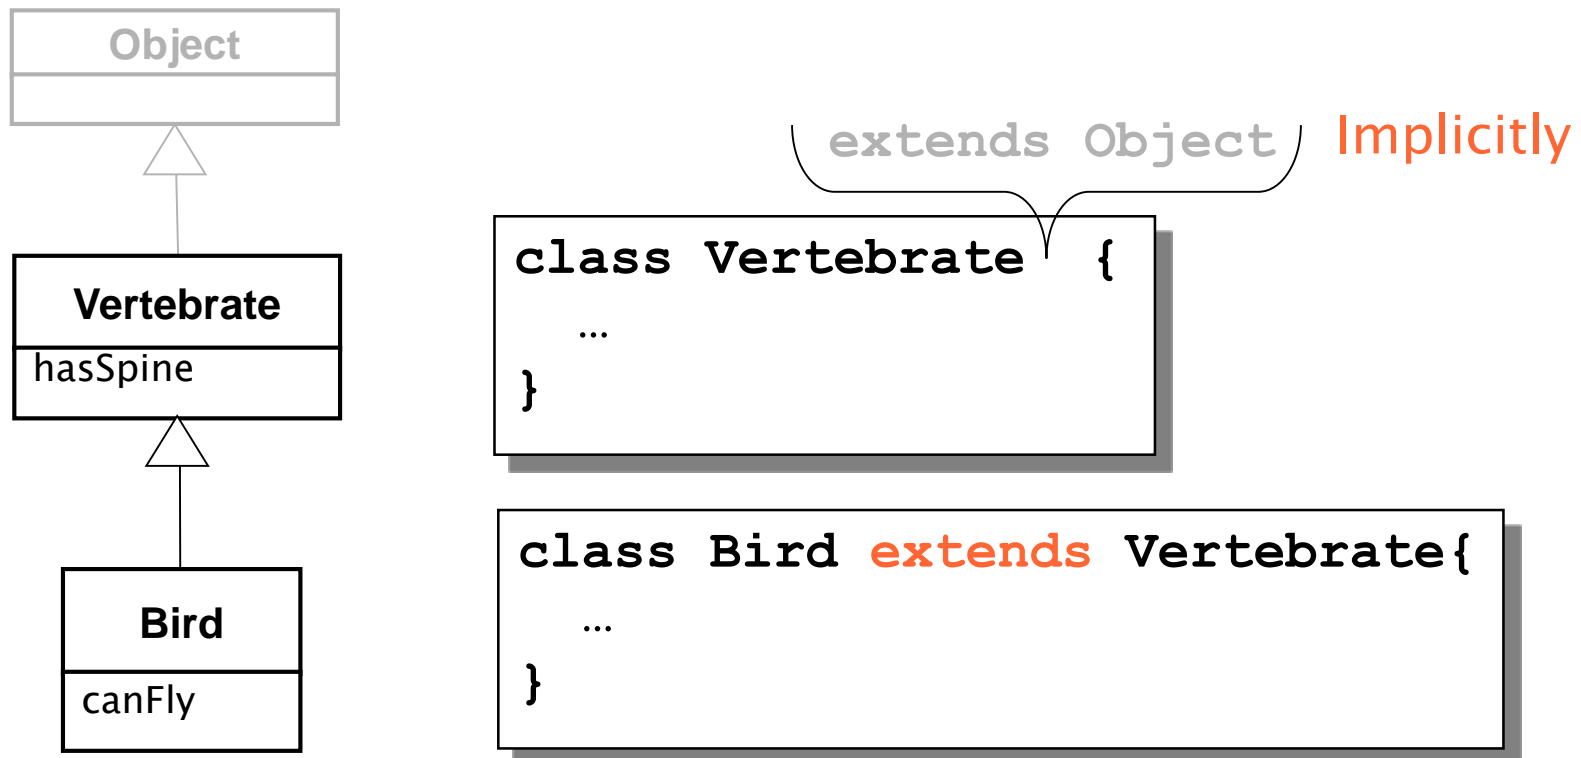 Object
Vertebrate
hasSpine
Bird
canFly
extends Object Implicitly
class Vertebrate {
...
}
class Bird extends Vertebrate{
...
}